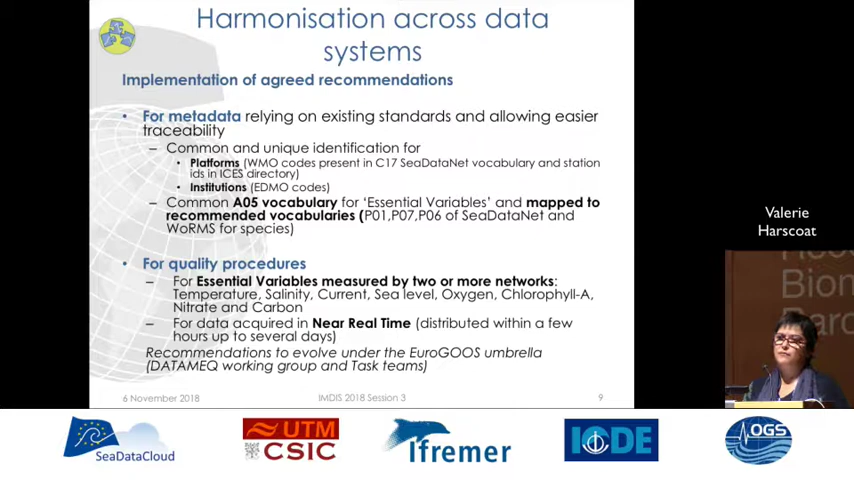 Harmonisation across data
systems
Implementation of agreed recommendations
• For metadata relying on existing standards and allowing easier
traceability
– Common and unique identification for
• Platforms (WMO codes present in C17 SeaDataNet vocabulary and station
ids in ICES directory)
• Institutions (EDMO codes)
– Common A05 vocabulary for ‘Essential Variables’ and mapped to
recommended vocabularies (P01,P07,P06 of SeaDataNet and
WoRMS for species)
• For quality procedures
– For Essential Variables measured by two or more networks:
Temperature, Salinity, Current, Sea level, Oxygen, Chlorophyll-A,
Nitrate and Carbon
– For data acquired in Near Real Time (distributed within a few
hours up to several days)
Recommendations to evolve under the EuroGOOS umbrella
(DATAMEQ working group and Task teams)
6 November 2018 IMDIS 2018 Session 3 9
Valerie
Harscoat
SeaDataCloud
UTM
CSIC
Ifremer
IODE
OGS